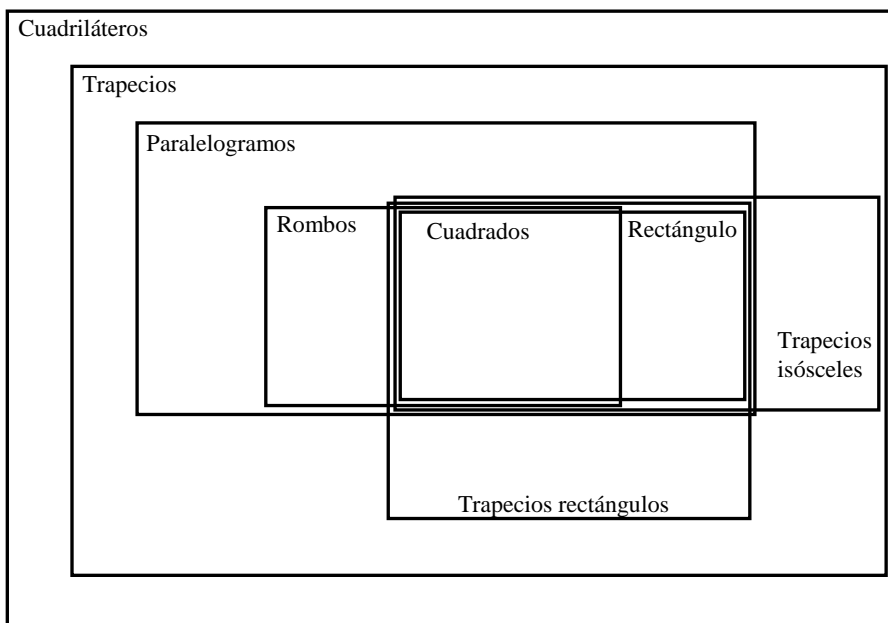 Cuadriláteros
Trapecios
Paralelogramos
Rombos
Cuadrados
Rectángulo
Trapecios
isósceles
Trapecios rectángulos